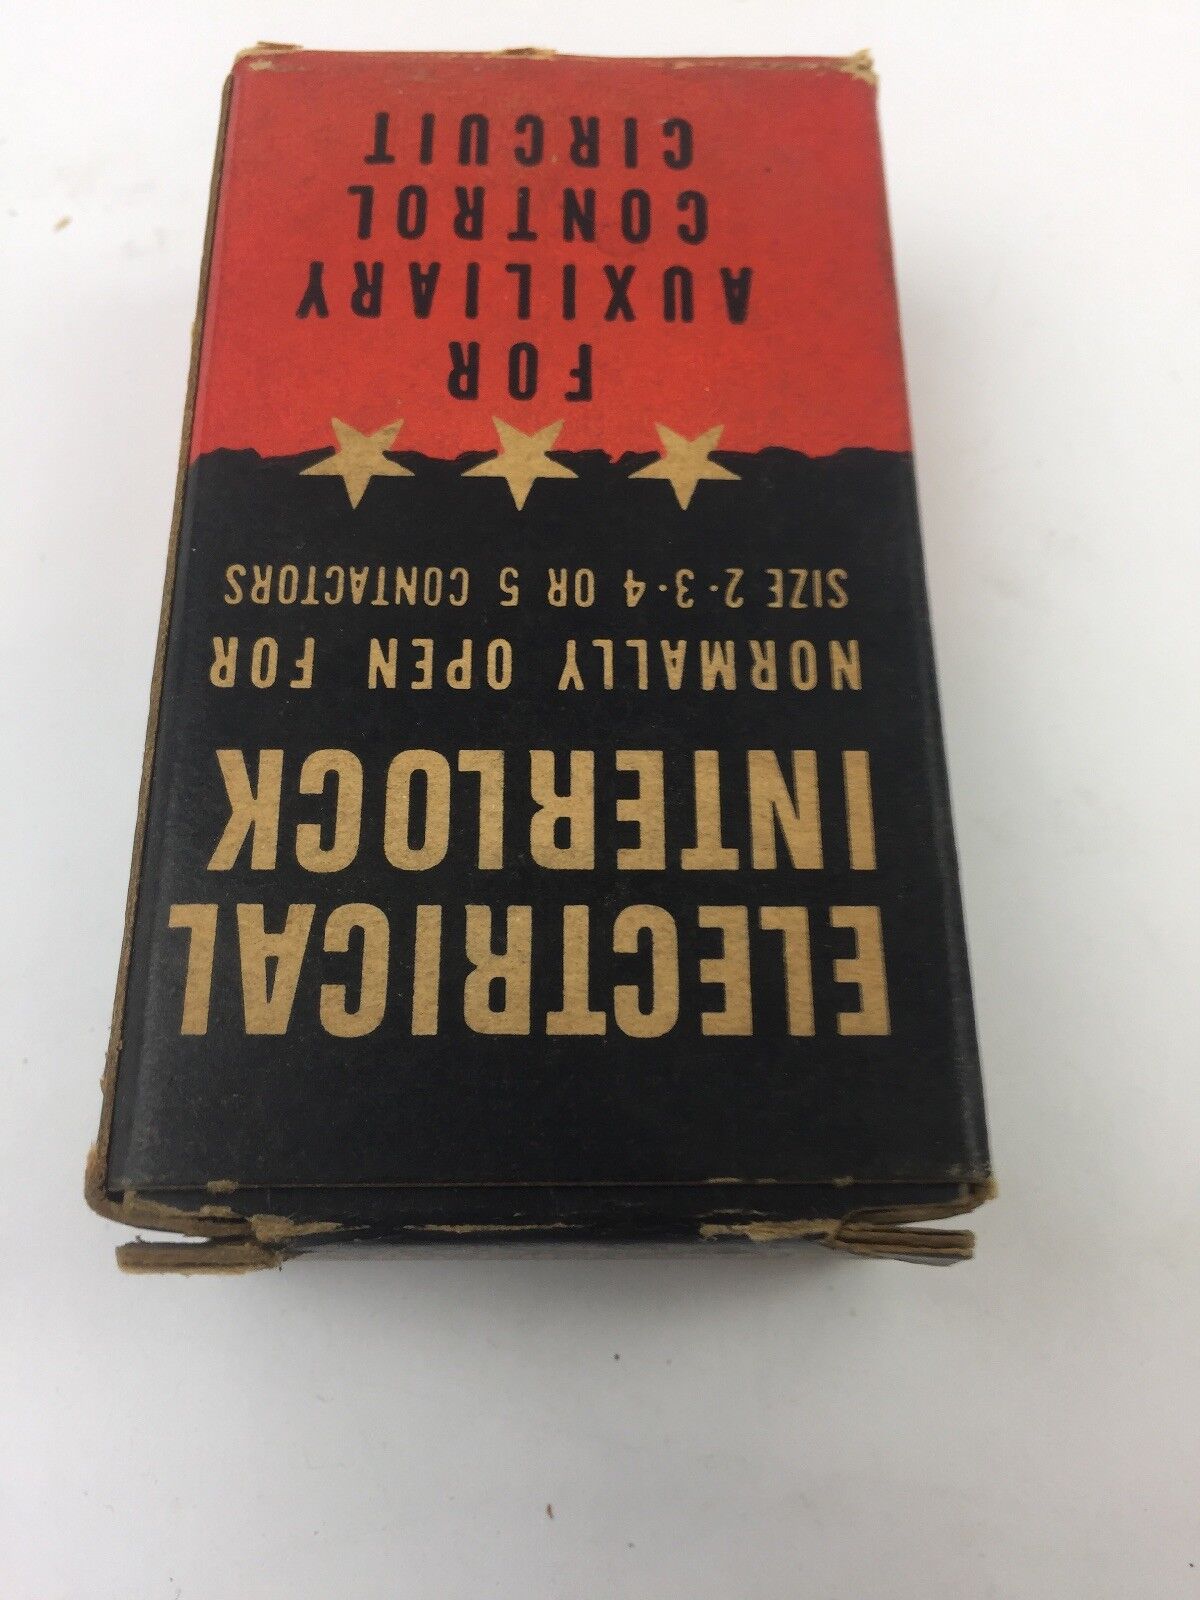 ELECTRICAL
INTERLOCK
NORMALLY OPEN FOR
SIZE 2-3-4 OR 5 CONTACTORS
FOR
AUXILIARY
CONTROL
CIRCUIT